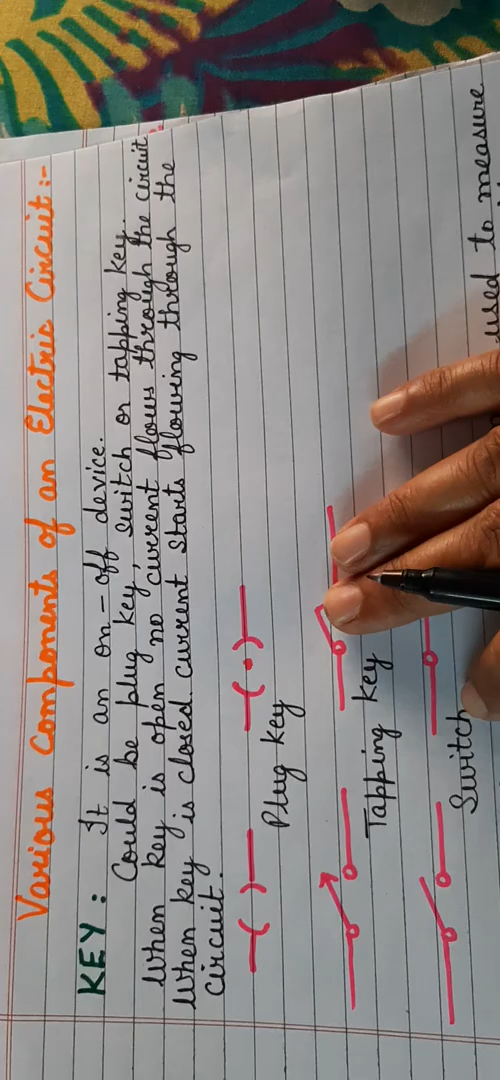 Various Components of an Electric Circuit:-
KEY: It is an on-off device.
Could be plug key, switch or tapping key.
When key is open no current flows through the circuit
When key is closed current starts flowing through the
circuit.
Plug key
Tapping key
Switch
used to measure